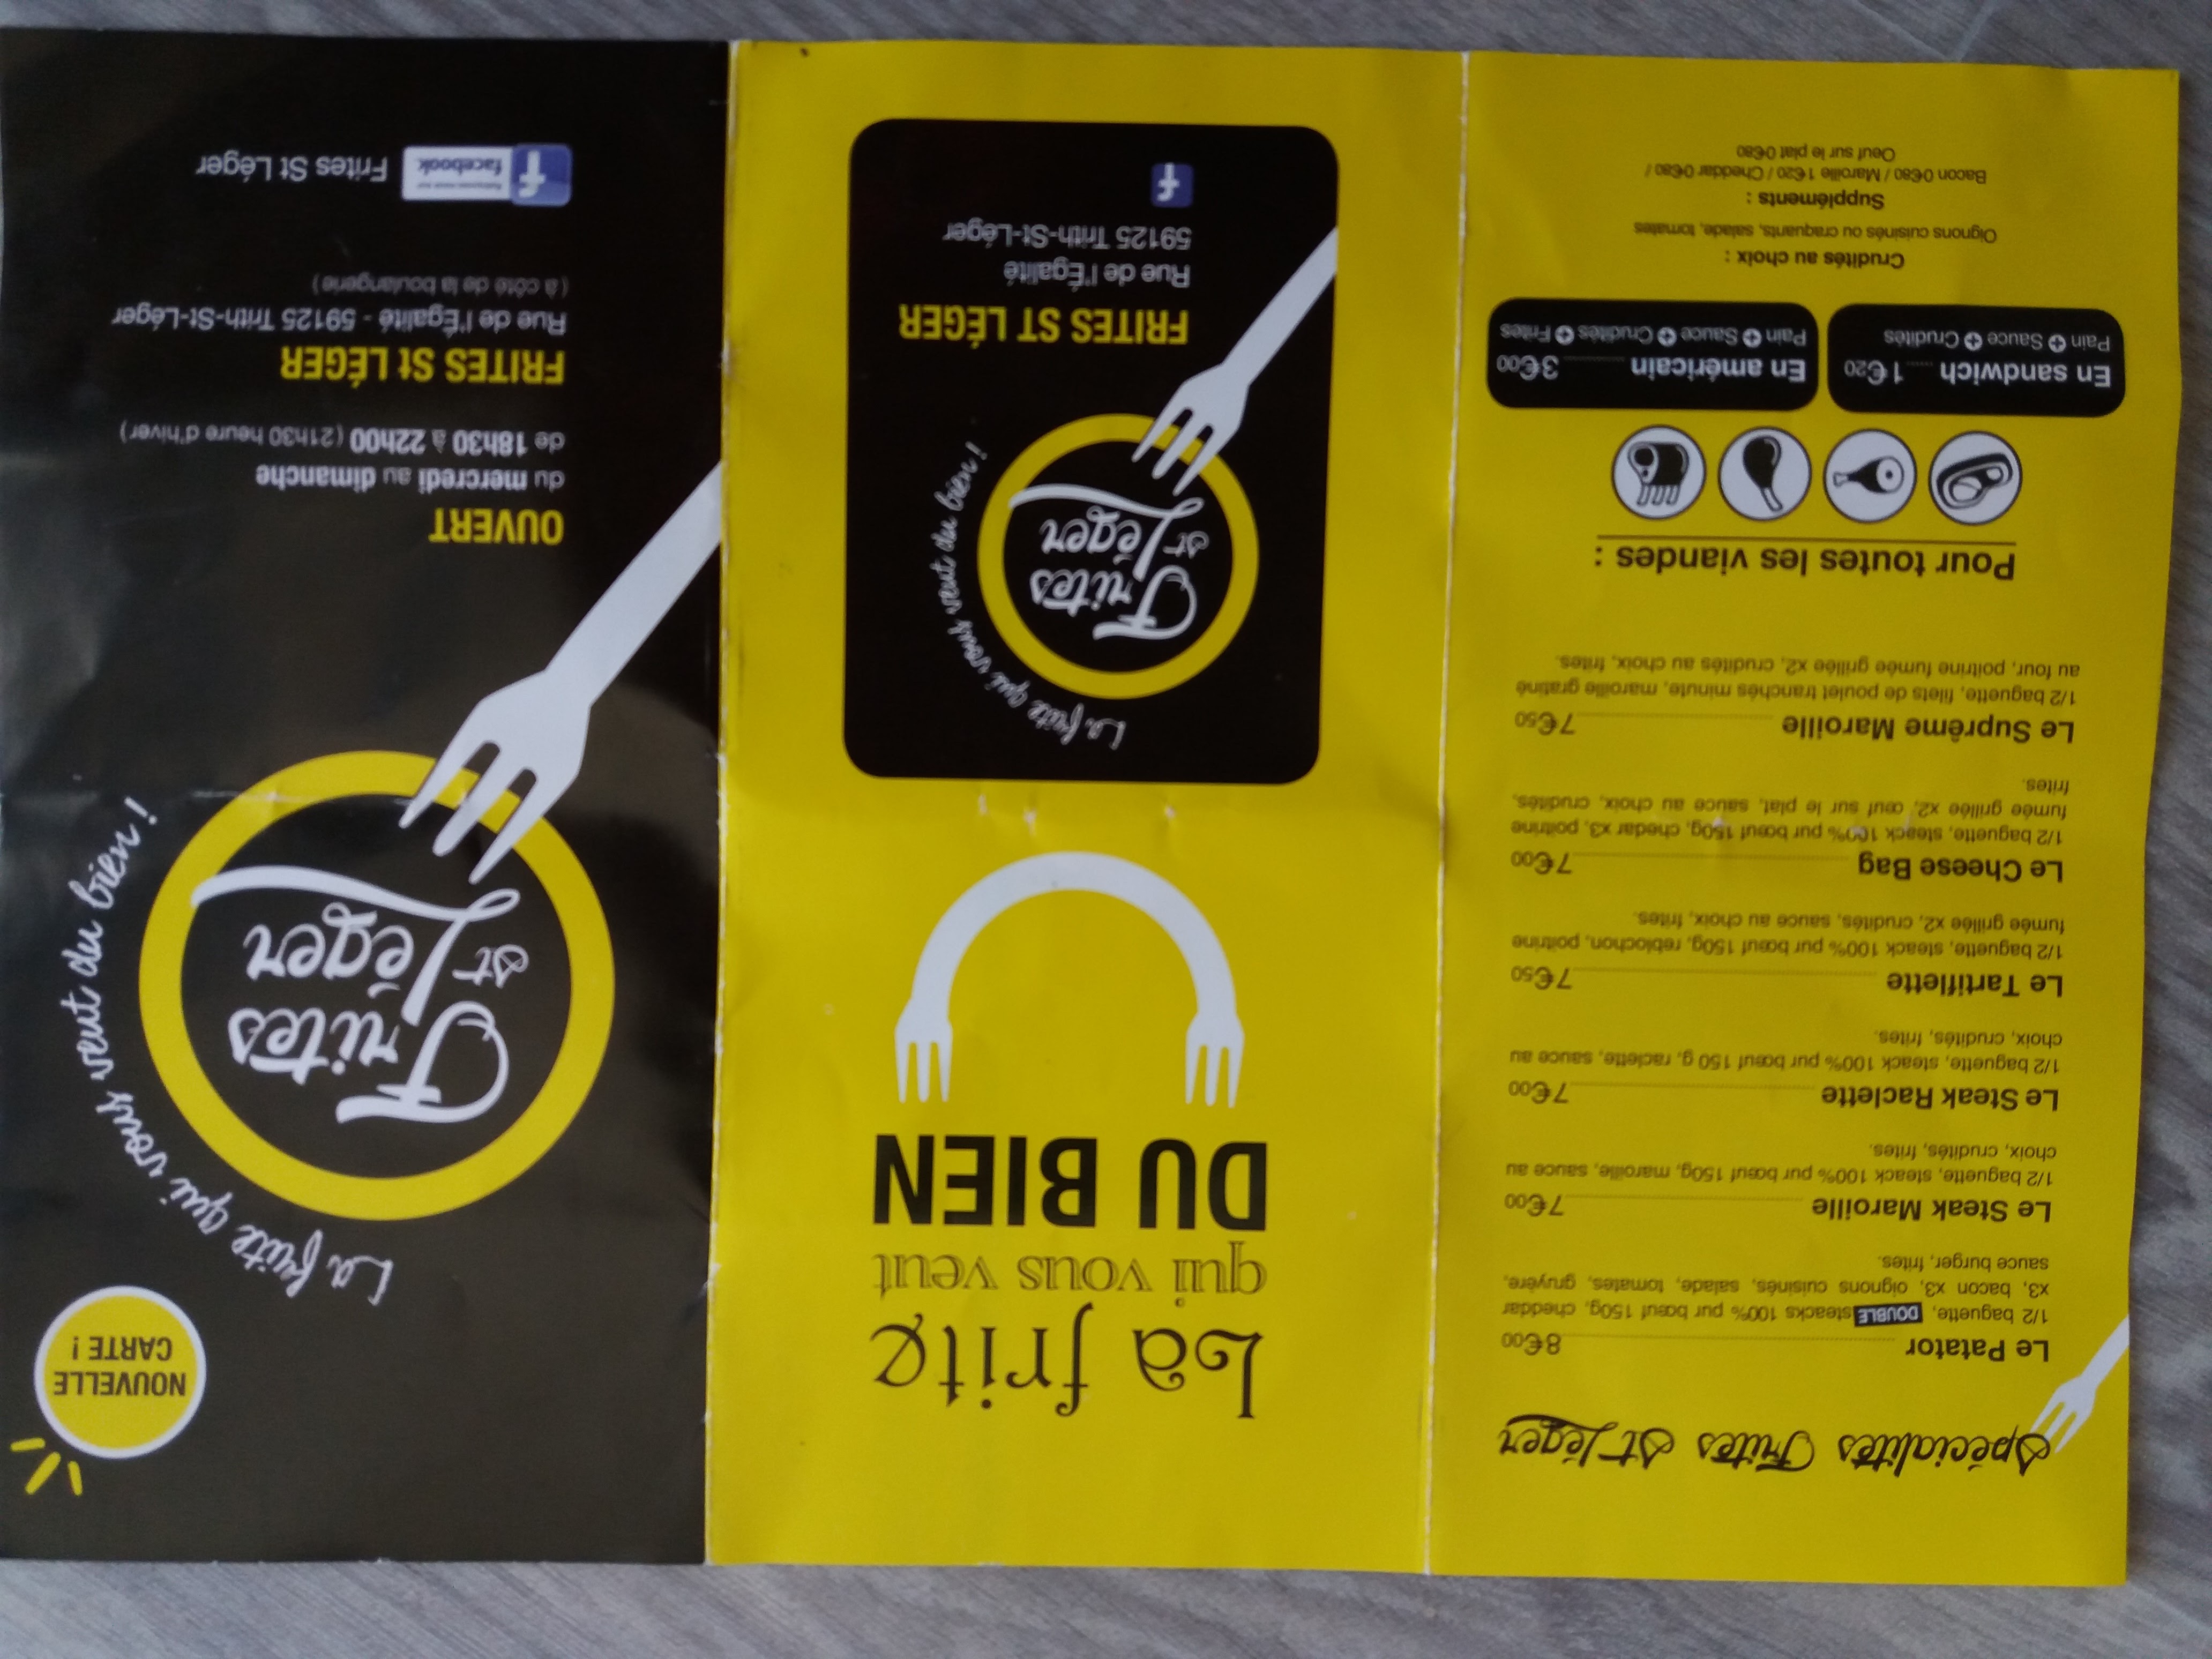 Spécialités Frites St Léger
Le Patator 8€00
1/2 baguette, DOUBLE steacks 100% pur bœuf 150g, cheddar
x3, bacon x3, oignons cuisinés, salade, tomates, gruyère,
sauce burger, frites.
Le Steak Maroille 7€00
1/2 baguette, steack 100% pur bœuf 150g, maroille, sauce au
choix, crudités, frites.
Le Steak Raclette 7€00
1/2 baguette, steack 100% pur bœuf 150 g, raclette, sauce au
choix, crudités, frites.
Le Tartiflette 7€50
1/2 baguette, steack 100% pur bœuf 150g, reblochon, poitrine
fumée grillée x2, crudités, sauce au choix, frites.
Le Cheese Bag 7€00
1/2 baguette, steack 100% pur bœuf 150g, chedar x3, poitrine
fumée grillée x2, œuf sur le plat, sauce au choix, crudités,
frites.
Le Suprême Maroille 7€50
1/2 baguette, filets de poulet tranchés minute, maroille gratiné
au four, poitrine fumée grillée x2, crudités au choix, frites.
Pour toutes les viandes :
En sandwich 1€20
Pain + Sauce + Crudités
En américain 3€00
Pain + Sauce + Crudités + Frites
Crudités au choix :
Oignons cuisinés ou craquants, salade, tomates
Suppléments :
Bacon 0€80 / Maroille 1€20 / Cheddar 0€80 /
Oeuf sur le plat 0€80
La frite
qui vous veut
DU BIEN
La frite qui vous veut du bien !
Frites
St Léger
FRITES ST LÉGER
Rue de l'Égalité
59125 Trith-St-Léger
f
NOUVELLE
CARTE !
La frite qui vous veut du bien !
Frites
St Léger
OUVERT
du mercredi au dimanche
de 18h30 à 22h00 (21h30 heure d'hiver)
FRITES St LÉGER
Rue de l'Égalité - 59125 Trith-St-Léger
(à côté de la boulangerie)
f Retrouvez-nous sur
facebook. Frites St Léger